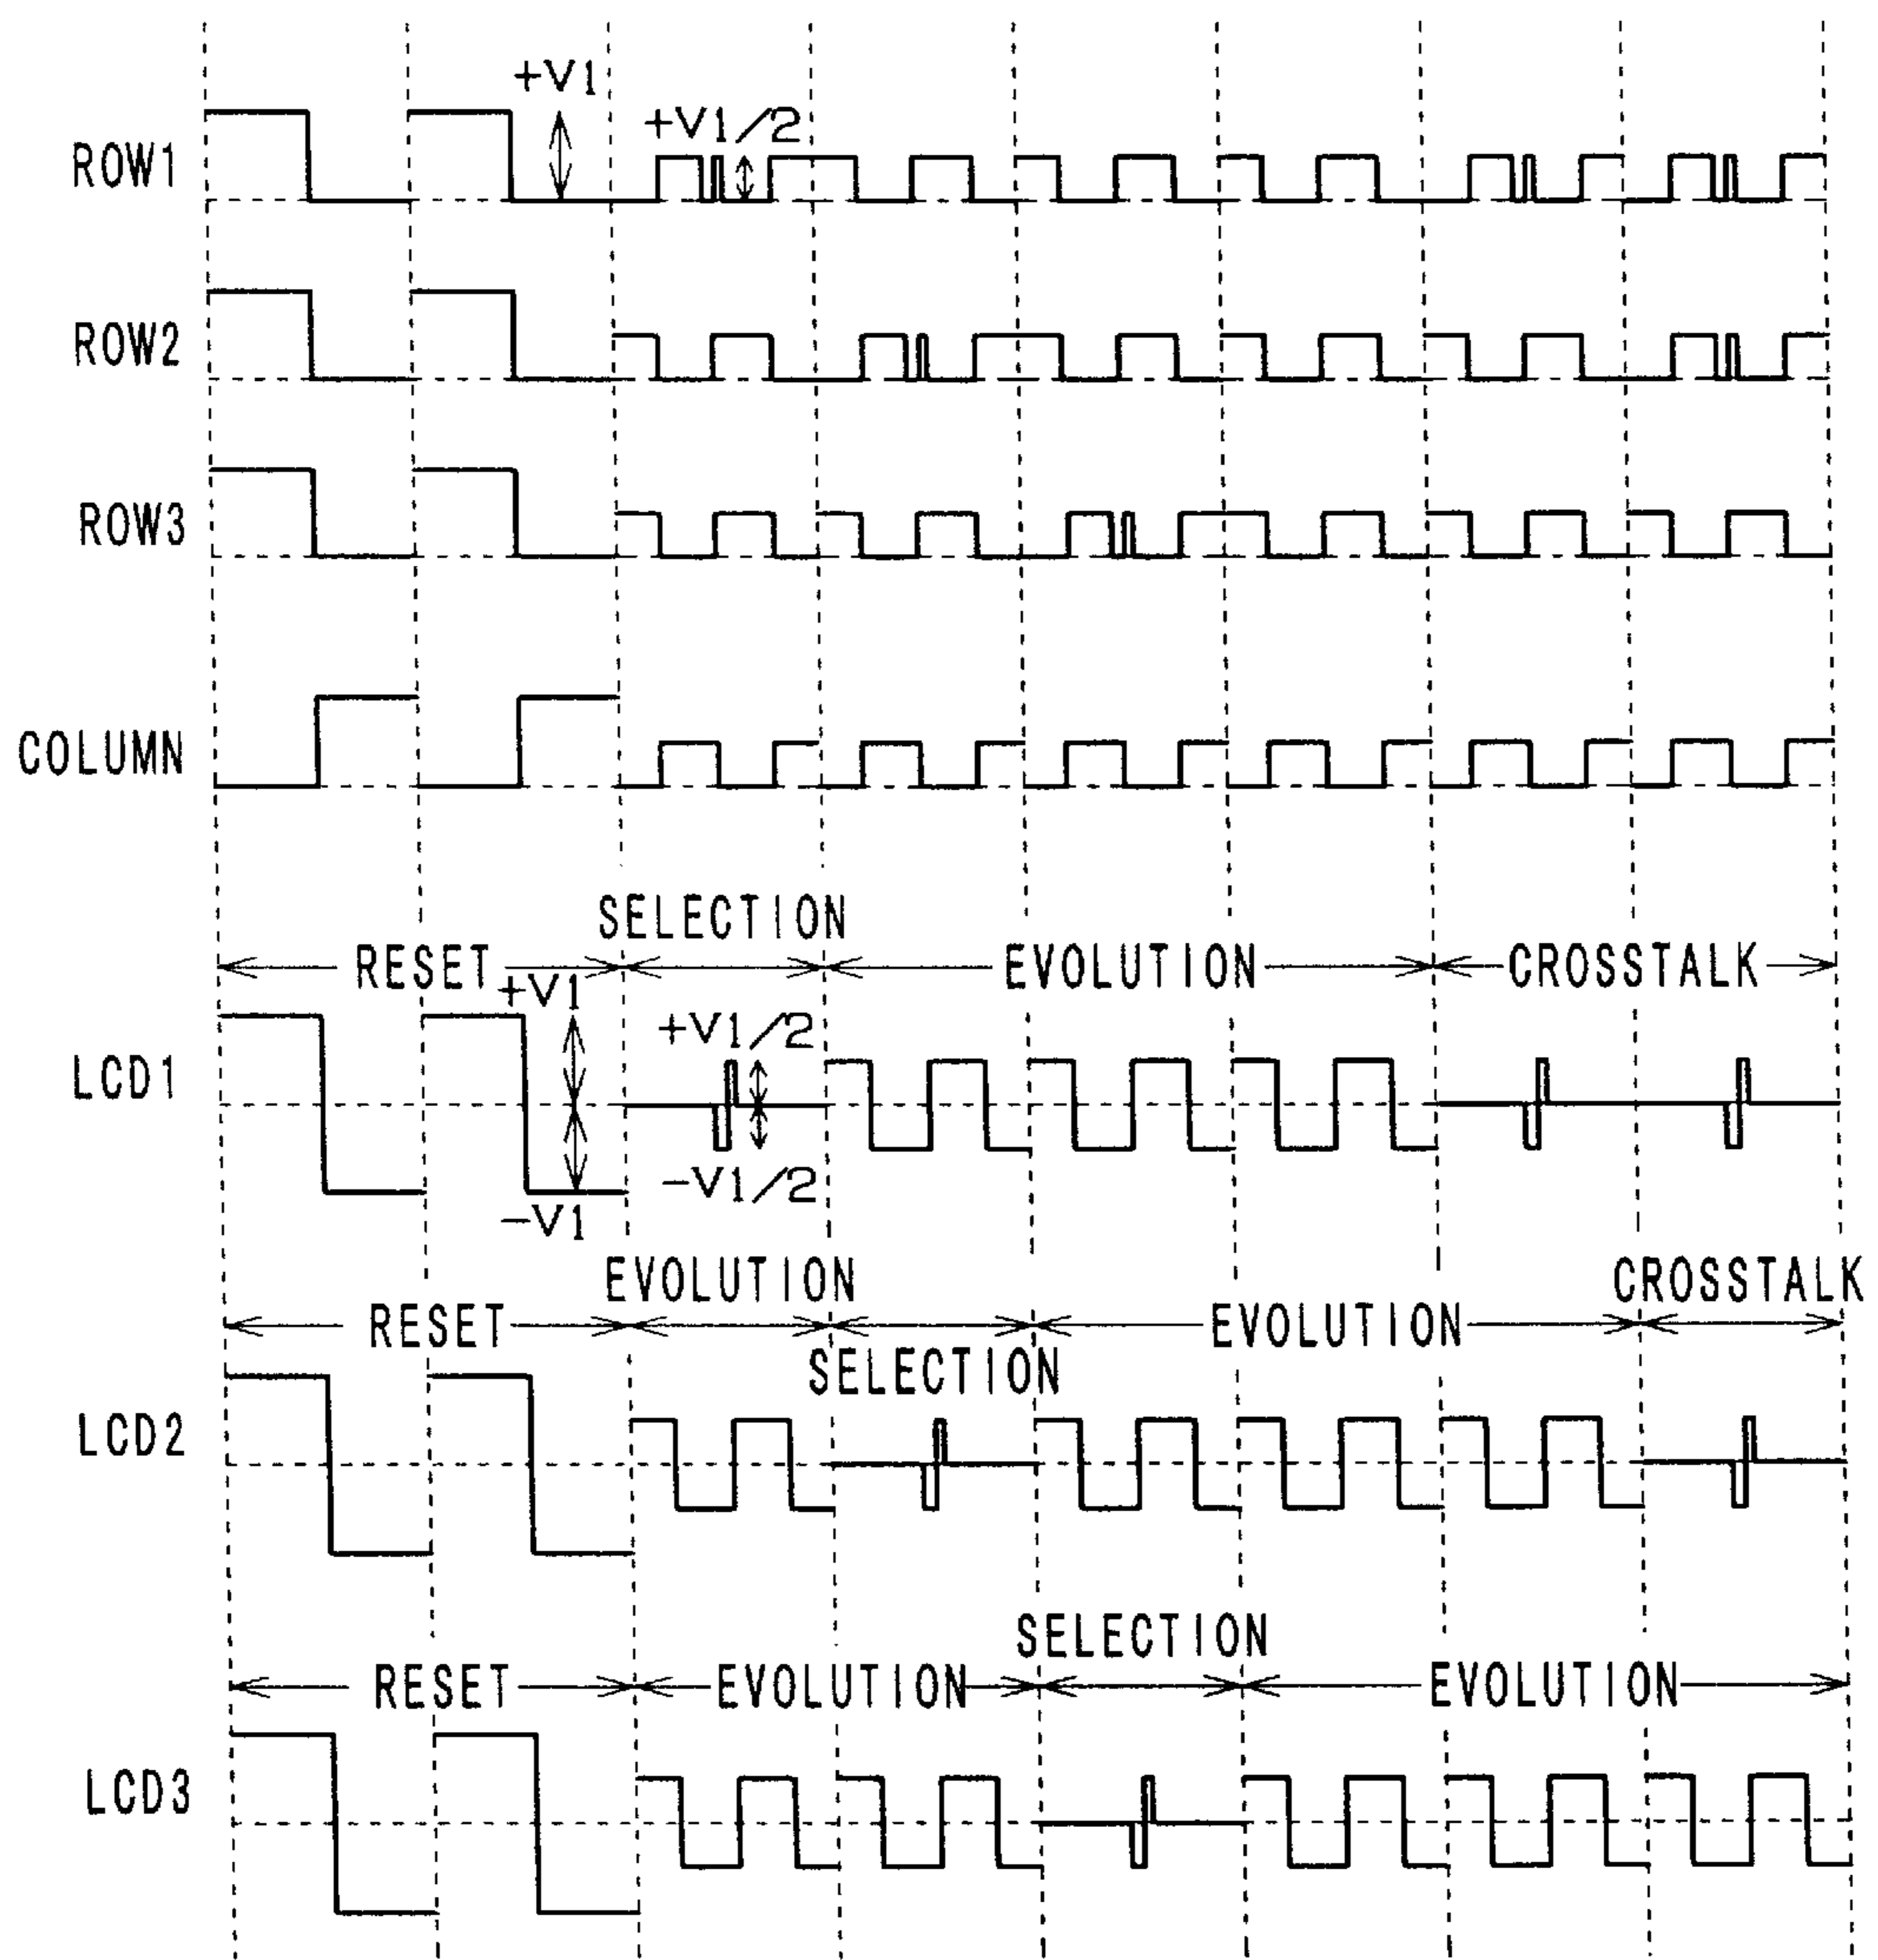 +V1
+V1/2
ROW1
ROW2
ROW3
COLUMN
SELECTION
RESET
EVOLUTION
CROSSTALK
+V1
+V1/2
LCD1
-V1/2
-V1
EVOLUTION
CROSSTALK
RESET
EVOLUTION
SELECTION
LCD2
SELECTION
RESET
EVOLUTION
EVOLUTION
LCD3